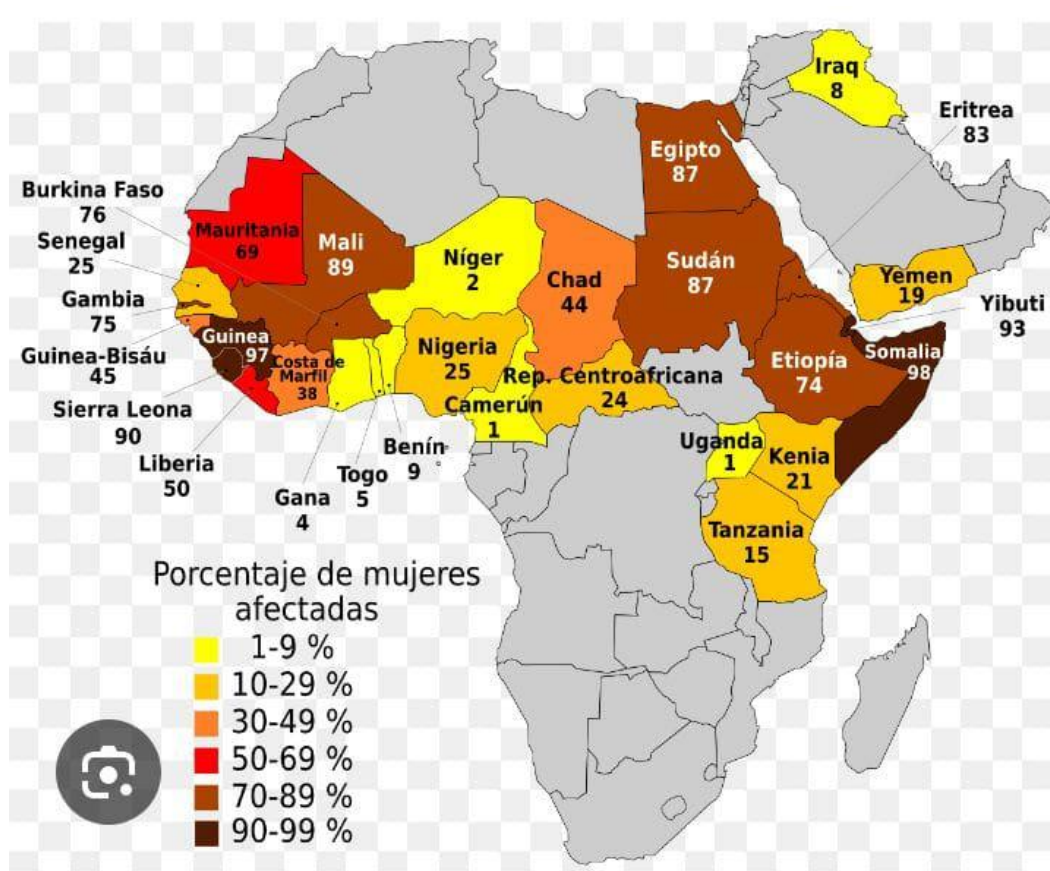 Iraq
8
Eritrea
83
Egipto
87
Burkina Faso
76
Mauritania
69
Mali
89
Senegal
25
Níger
2
Chad
44
Sudán
87
Yemen
19
Yibuti
93
Gambia
75
Guinea
97
Guinea-Bisáu
45
Costa de
Marfil
38
Nigeria
25
Etiopía
74
Somalia
98
Rep. Centroafricana
24
Camerún
1
Sierra Leona
90
Liberia
50
Benín
9
Togo
5
Gana
4
Uganda
1
Kenia
21
Tanzania
15
Porcentaje de mujeres
afectadas
1-9 %
10-29 %
30-49 %
50-69 %
70-89 %
90-99 %